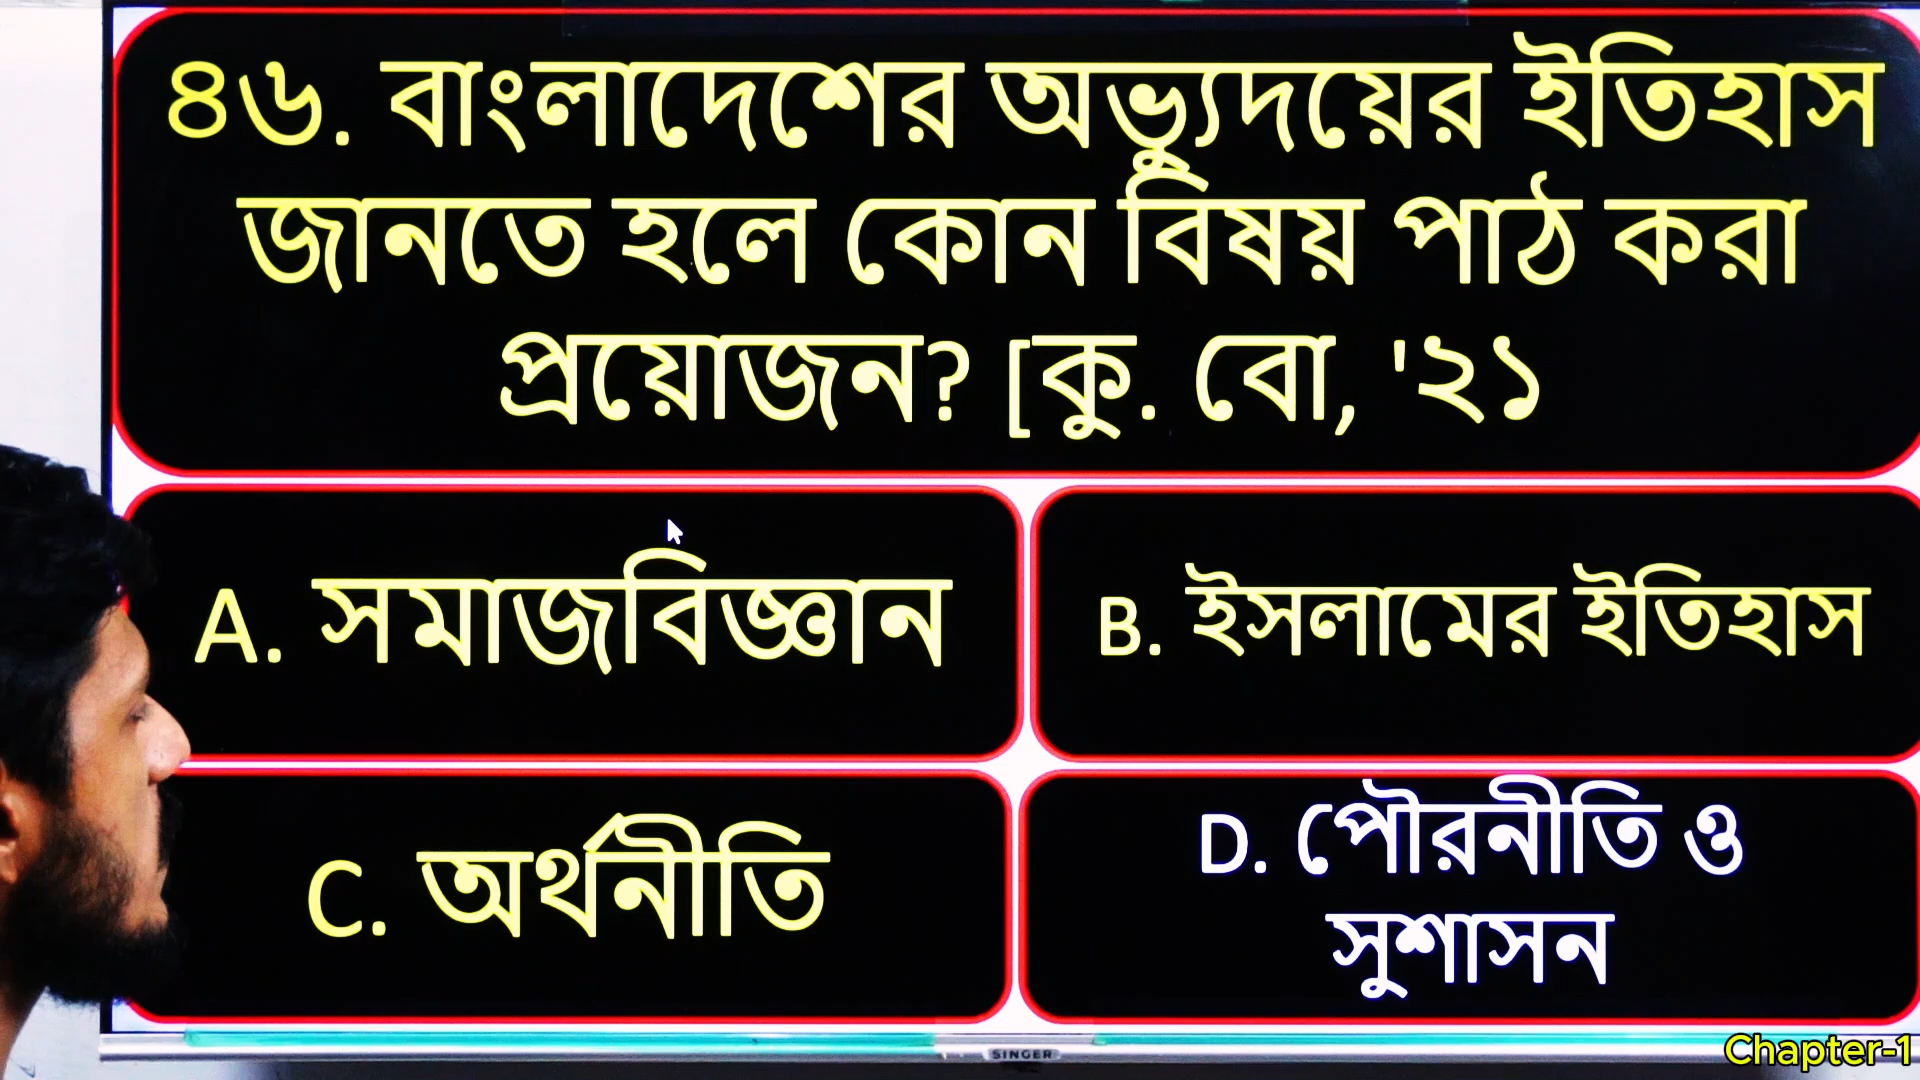 ৪৬. বাংলাদেশের অভ্যুদয়ের ইতিহাস
জানতে হলে কোন বিষয় পাঠ করা
প্রয়োজন? [কু. বো, '২১
A. সমাজবিজ্ঞান
B. ইসলামের ইতিহাস
C. অর্থনীতি
D. পৌরনীতি ও
সুশাসন
SINGER
Chapter-1